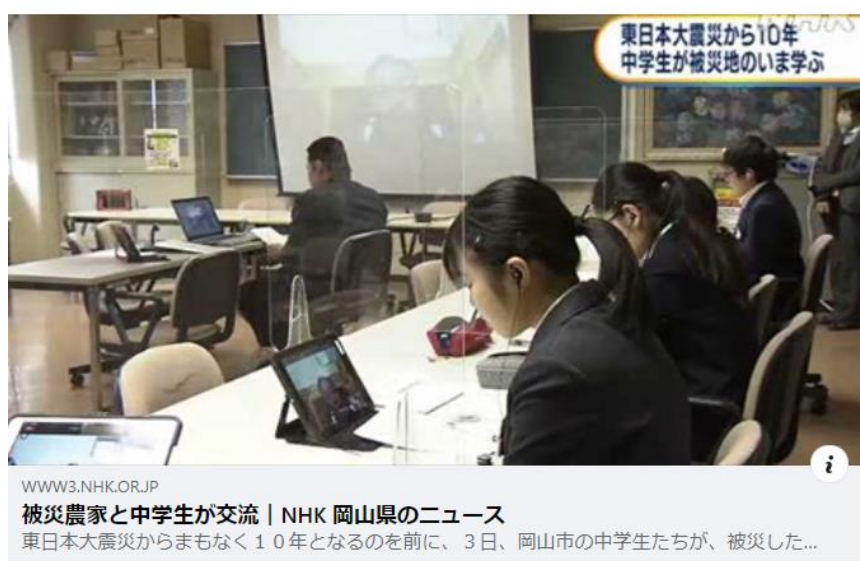 NHK
東日本大震災から10年
中学生が被災地のいま学ぶ
i
WWW3.NHK.OR.JP
被災農家と中学生が交流｜NHK 岡山県のニュース
東日本大震災からまもなく１０年となるのを前に、３日、岡山市の中学生たちが、被災した...